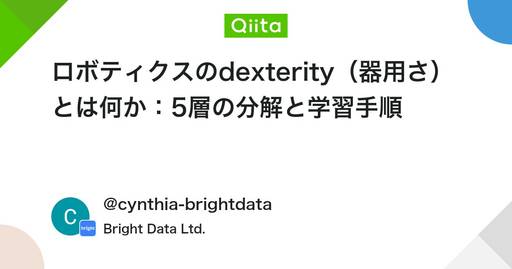 Qiita
ロボティクスのdexterity（器用さ）
とは何か：5層の分解と学習手順
C
bright
@cynthia-brightdata
Bright Data Ltd.